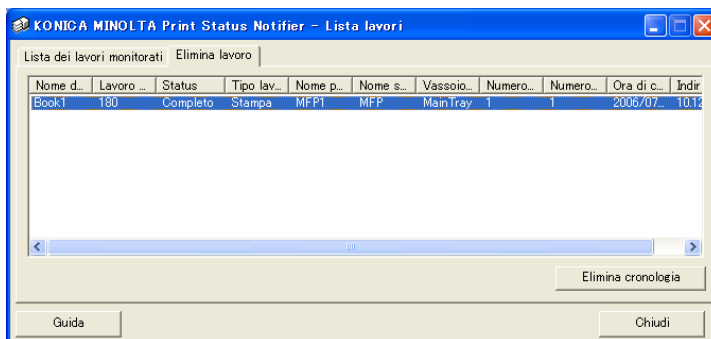 KONICA MINOLTA Print Status Notifier - Lista lavori
Lista dei lavori monitorati Elimina lavoro
Nome d... Lavoro ... Status Tipo lav... Nome p... Nome s... Vassoio... Numero... Numero... Ora di c... Indir
Book1 180 Completo Stampa MFP1 MFP MainTray 1 1 2006/07... 10.12
Elimina cronologia
Guida Chiudi